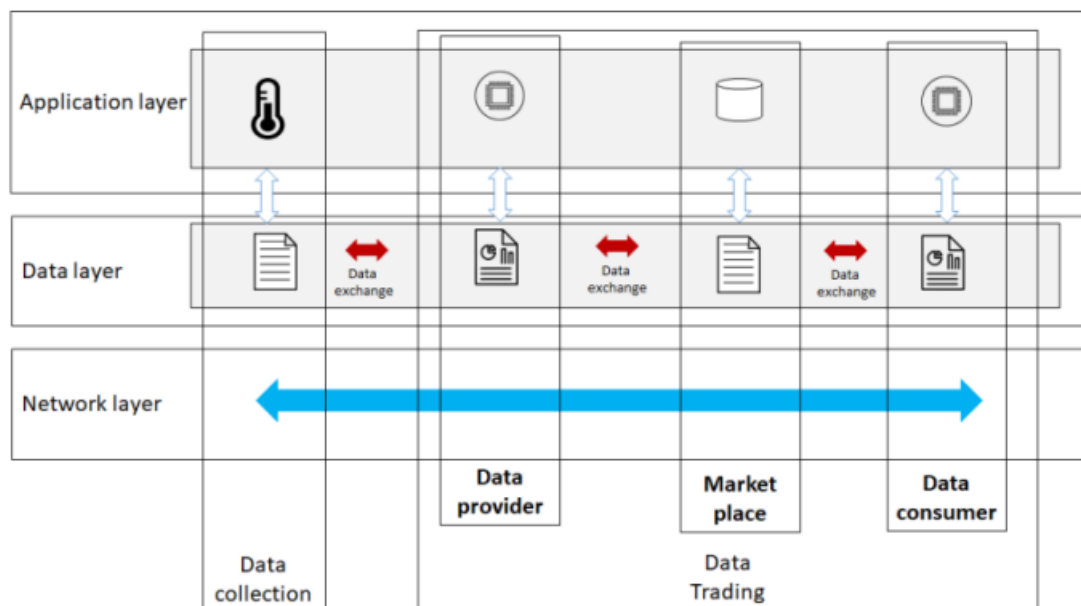 Application layer
Data layer
Data
exchange
Data
exchange
Data
exchange
Network layer
Data
provider
Market
place
Data
consumer
Data
collection
Data
Trading